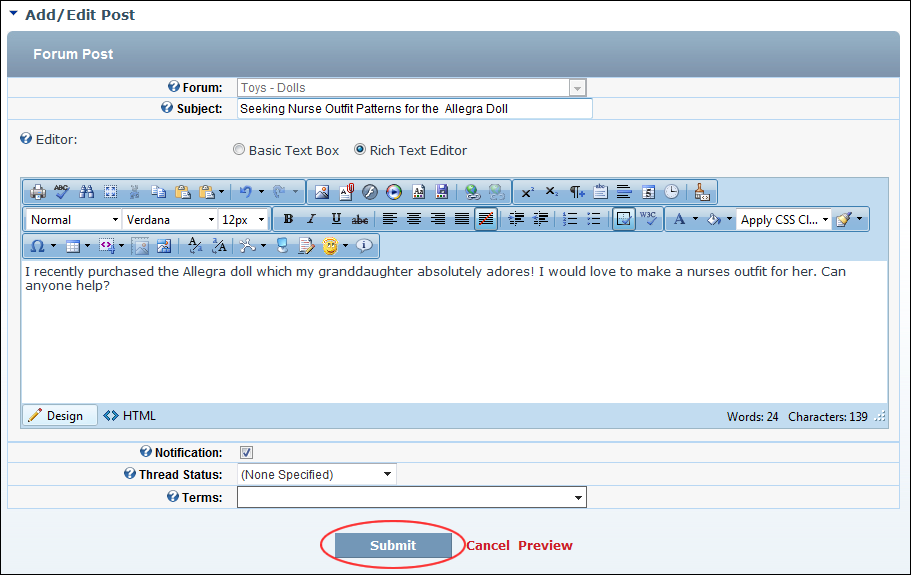 Add/Edit Post
Forum Post
Forum: Toys - Dolls
Subject: Seeking Nurse Outfit Patterns for the  Allegra Doll
Editor: Basic Text Box Rich Text Editor
ABC
Normal Verdana 12px B I U abc W3C A Apply CSS Cl...
Ω
I recently purchased the Allegra doll which my granddaughter absolutely adores! I would love to make a nurses outfit for her. Can
anyone help?
Design HTML Words: 24 Characters: 139
Notification:
Thread Status: (None Specified)
Terms:
Submit Cancel Preview